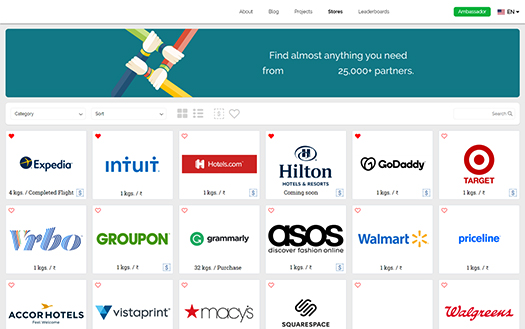 About Blog Projects Stores Leaderboards Ambassador EN
Find almost anything you need
from 25,000+ partners.
Category Sort Search
Expedia intuit Hotels.com Hilton HOTELS & RESORTS GoDaddy TARGET
4 kgs. / Completed Flight $ 1 kgs. / ₹ 1 kgs. / ₹ $ Coming soon 1 kgs. / ₹ $ 1 kgs. / ₹
Vrbo GROUPON grammarly asos discover fashion online Walmart priceline
1 kgs. / ₹ 1 kgs. / ₹ $ 32 kgs. / Purchase 1 kgs. / ₹ $ 1 kgs. / ₹ 1 kgs. / ₹ $
ACCORHOTELS Feel Welcome vistaprint macy's SQUARESPACE Walgreens